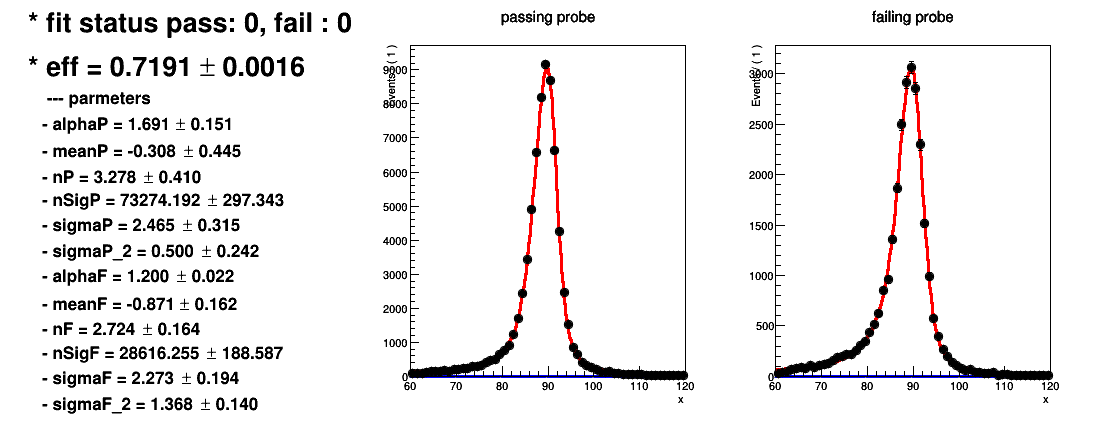 * fit status pass: 0, fail : 0
* eff = 0.7191 ± 0.0016
--- parmeters
- alphaP = 1.691 ± 0.151
- meanP = -0.308 ± 0.445
- nP = 3.278 ± 0.410
- nSigP = 73274.192 ± 297.343
- sigmaP = 2.465 ± 0.315
- sigmaP_2 = 0.500 ± 0.242
- alphaF = 1.200 ± 0.022
- meanF = -0.871 ± 0.162
- nF = 2.724 ± 0.164
- nSigF = 28616.255 ± 188.587
- sigmaF = 2.273 ± 0.194
- sigmaF_2 = 1.368 ± 0.140
passing probe
Events / ( 1 )
9000
8000
7000
6000
5000
4000
3000
2000
1000
0
60 70 80 90 100 110 120
x
failing probe
Events / ( 1 )
3000
2500
2000
1500
1000
500
0
60 70 80 90 100 110 120
x